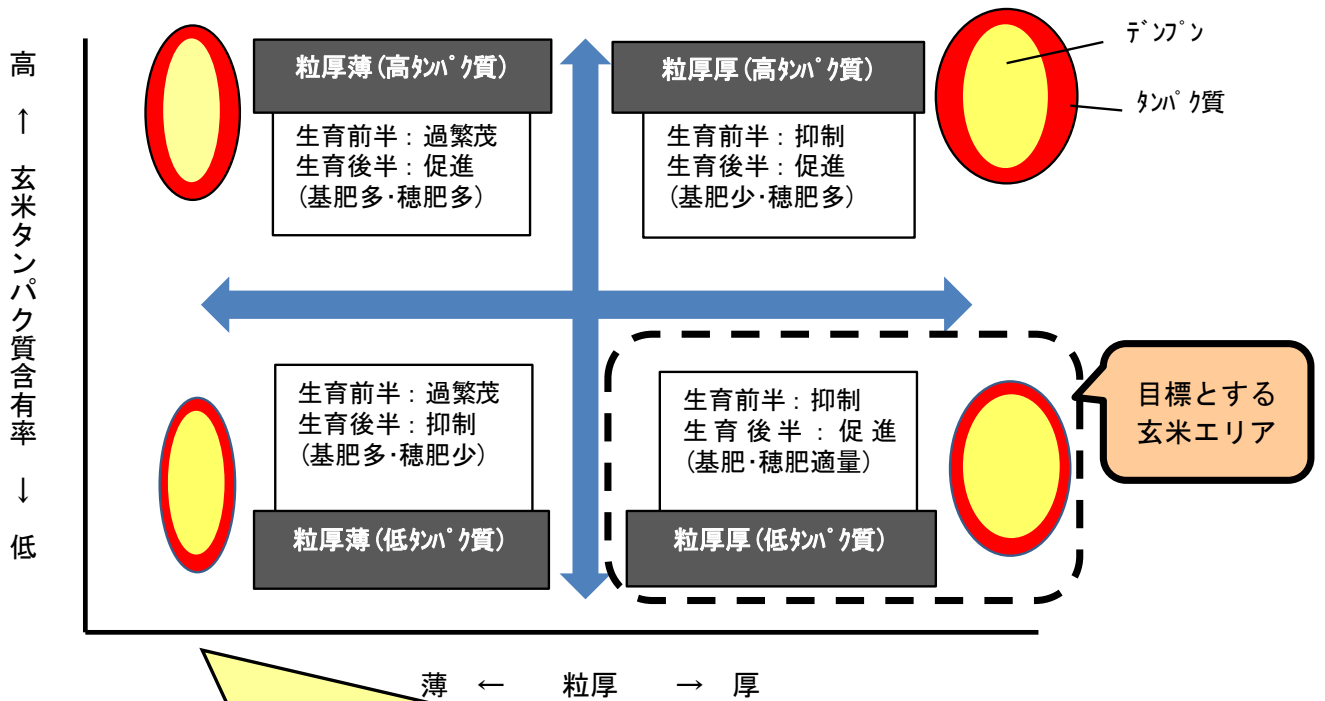 高
↑
玄米タンパク質含有率
↓
低
粒厚薄(高ﾀﾝﾊﾟｸ質)
生育前半：過繁茂
生育後半：促進
(基肥多･穂肥多)
粒厚厚(高ﾀﾝﾊﾟｸ質)
生育前半：抑制
生育後半：促進
(基肥少･穂肥多)
ﾃﾞﾝﾌﾟﾝ
ﾀﾝﾊﾟｸ質
生育前半：過繁茂
生育後半：抑制
(基肥多･穂肥少)
粒厚薄(低ﾀﾝﾊﾟｸ質)
生育前半：抑制
生育後半：促進
(基肥･穂肥適量)
粒厚厚(低ﾀﾝﾊﾟｸ質)
目標とする
玄米エリア
薄 ← 粒厚 → 厚